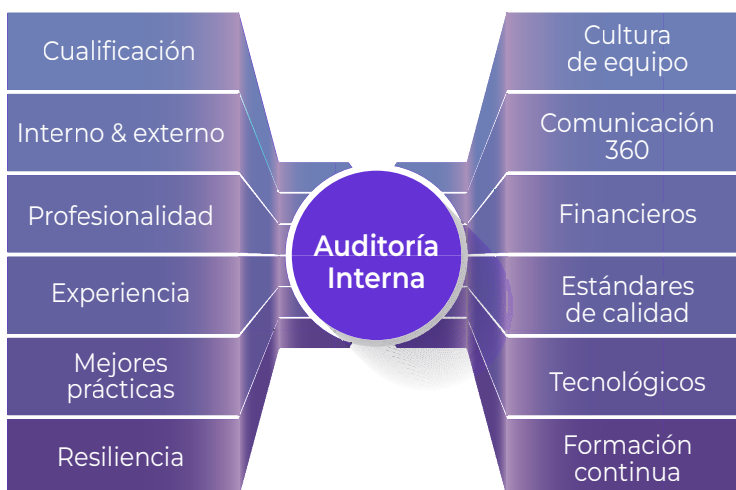 Cualificación
Interno & externo
Profesionalidad
Experiencia
Mejores
prácticas
Resiliencia
Auditoría
Interna
Cultura
de equipo
Comunicación
360
Financieros
Estándares
de calidad
Tecnológicos
Formación
continua